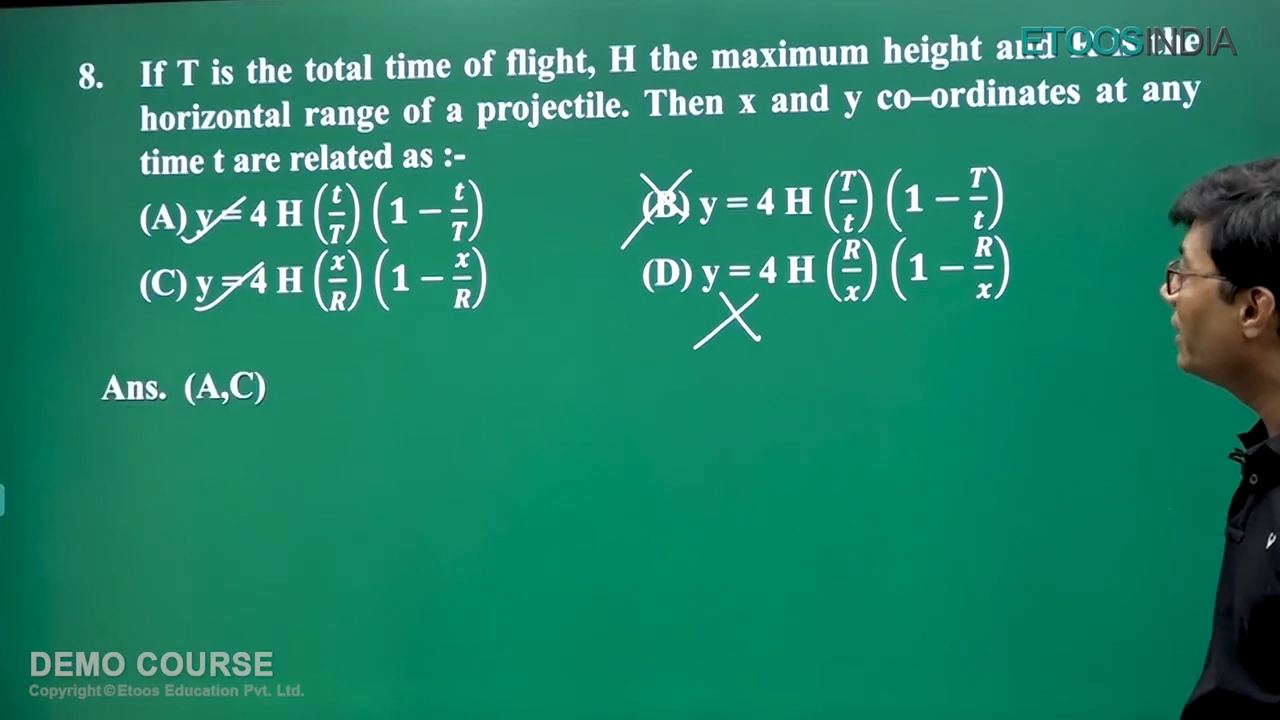 ETOOSINDIA
8. If T is the total time of flight, H the maximum height and R is the
horizontal range of a projectile. Then x and y co–ordinates at any
time t are related as :-
(A) y = 4 H (t/T) (1 − t/T) (B) y = 4 H (T/t) (1 − T/t)
(C) y = 4 H (x/R) (1 − x/R) (D) y = 4 H (R/x) (1 − R/x)
Ans. (A,C)
DEMO COURSE
Copyright © Etoos Education Pvt. Ltd.